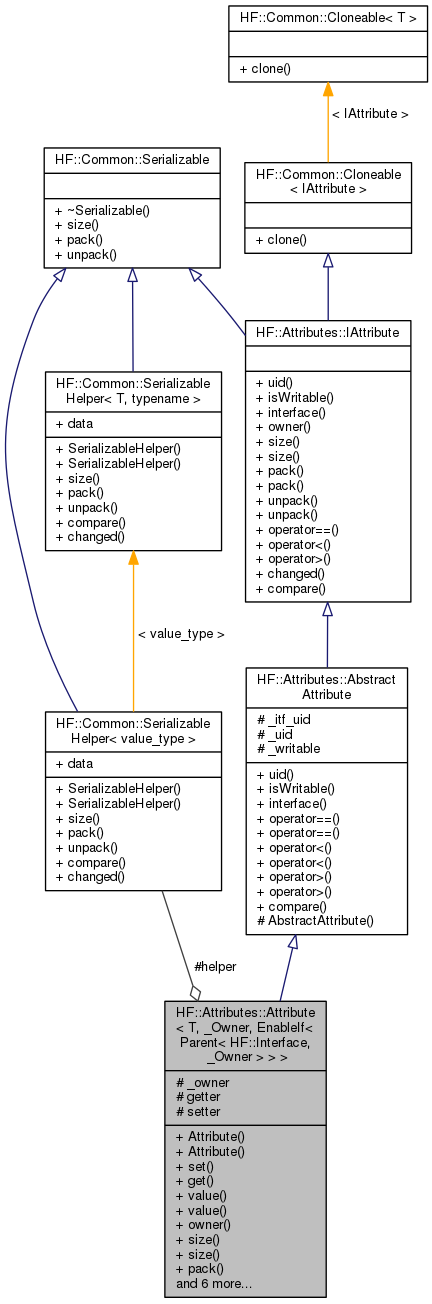 HF::Common::Cloneable< T >
+ clone()
< IAttribute >
HF::Common::Serializable
+ ~Serializable()
+ size()
+ pack()
+ unpack()
HF::Common::Cloneable
< IAttribute >
+ clone()
HF::Attributes::IAttribute
+ uid()
+ isWritable()
+ interface()
+ owner()
+ size()
+ size()
+ pack()
+ pack()
+ unpack()
+ unpack()
+ operator==()
+ operator<()
+ operator>()
+ changed()
+ compare()
HF::Common::Serializable
Helper< T, typename >
+ data
+ SerializableHelper()
+ SerializableHelper()
+ size()
+ pack()
+ unpack()
+ compare()
+ changed()
< value_type >
HF::Attributes::Abstract
Attribute
# _itf_uid
# _uid
# _writable
+ uid()
+ isWritable()
+ interface()
+ operator==()
+ operator==()
+ operator<()
+ operator<()
+ operator>()
+ operator>()
+ compare()
# AbstractAttribute()
HF::Common::Serializable
Helper< value_type >
+ data
+ SerializableHelper()
+ SerializableHelper()
+ size()
+ pack()
+ unpack()
+ compare()
+ changed()
#helper
HF::Attributes::Attribute
< T, _Owner, EnableIf<
Parent< HF::Interface,
_Owner > > >
# _owner
# getter
# setter
+ Attribute()
+ Attribute()
+ set()
+ get()
+ value()
+ value()
+ owner()
+ size()
+ size()
+ pack()
and 6 more...